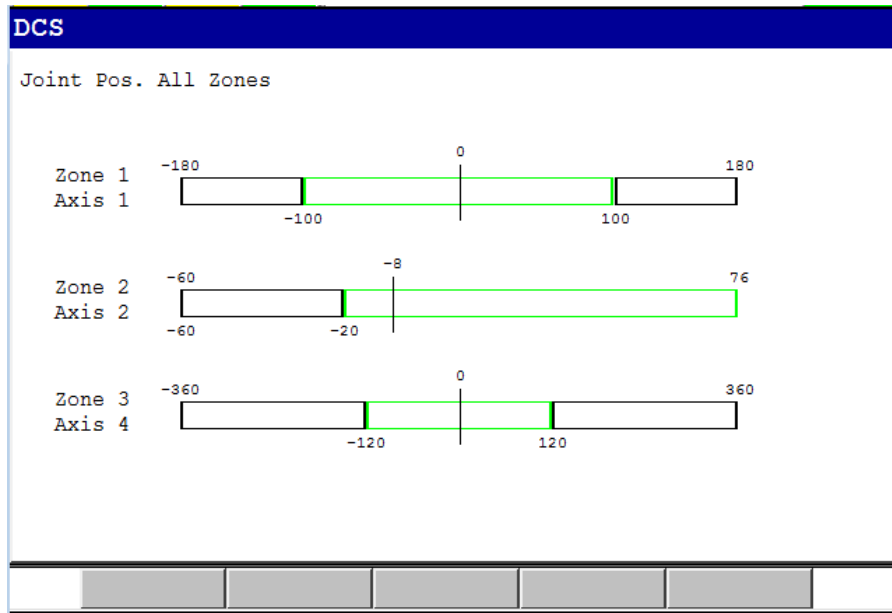 DCS
Joint Pos. All Zones
0
-180 180
Zone 1
Axis 1
-100 100
-8
-60 76
Zone 2
Axis 2
-60 -20
0
-360 360
Zone 3
Axis 4
-120 120